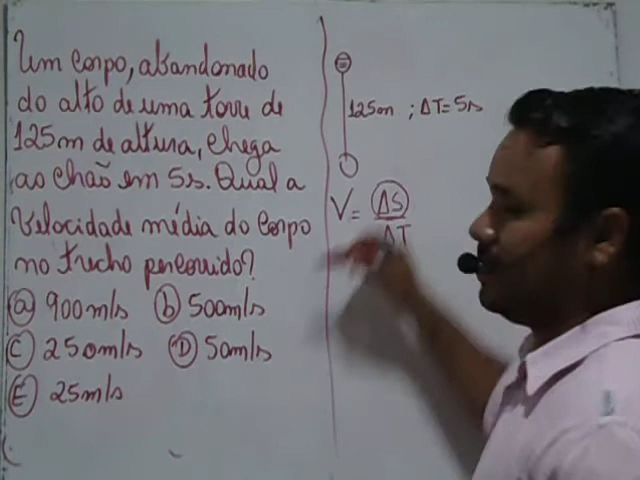 Um corpo, abandonado
do alto de uma torre de
125m de altura, chega
ao chão em 5s. Qual a
velocidade média do corpo
no trecho percorrido?
(a) 900m/s (b) 500m/s
(C) 250m/s (D) 50m/s
(E) 25m/s
125m ; ΔT=5s
V= ΔS
ΔT